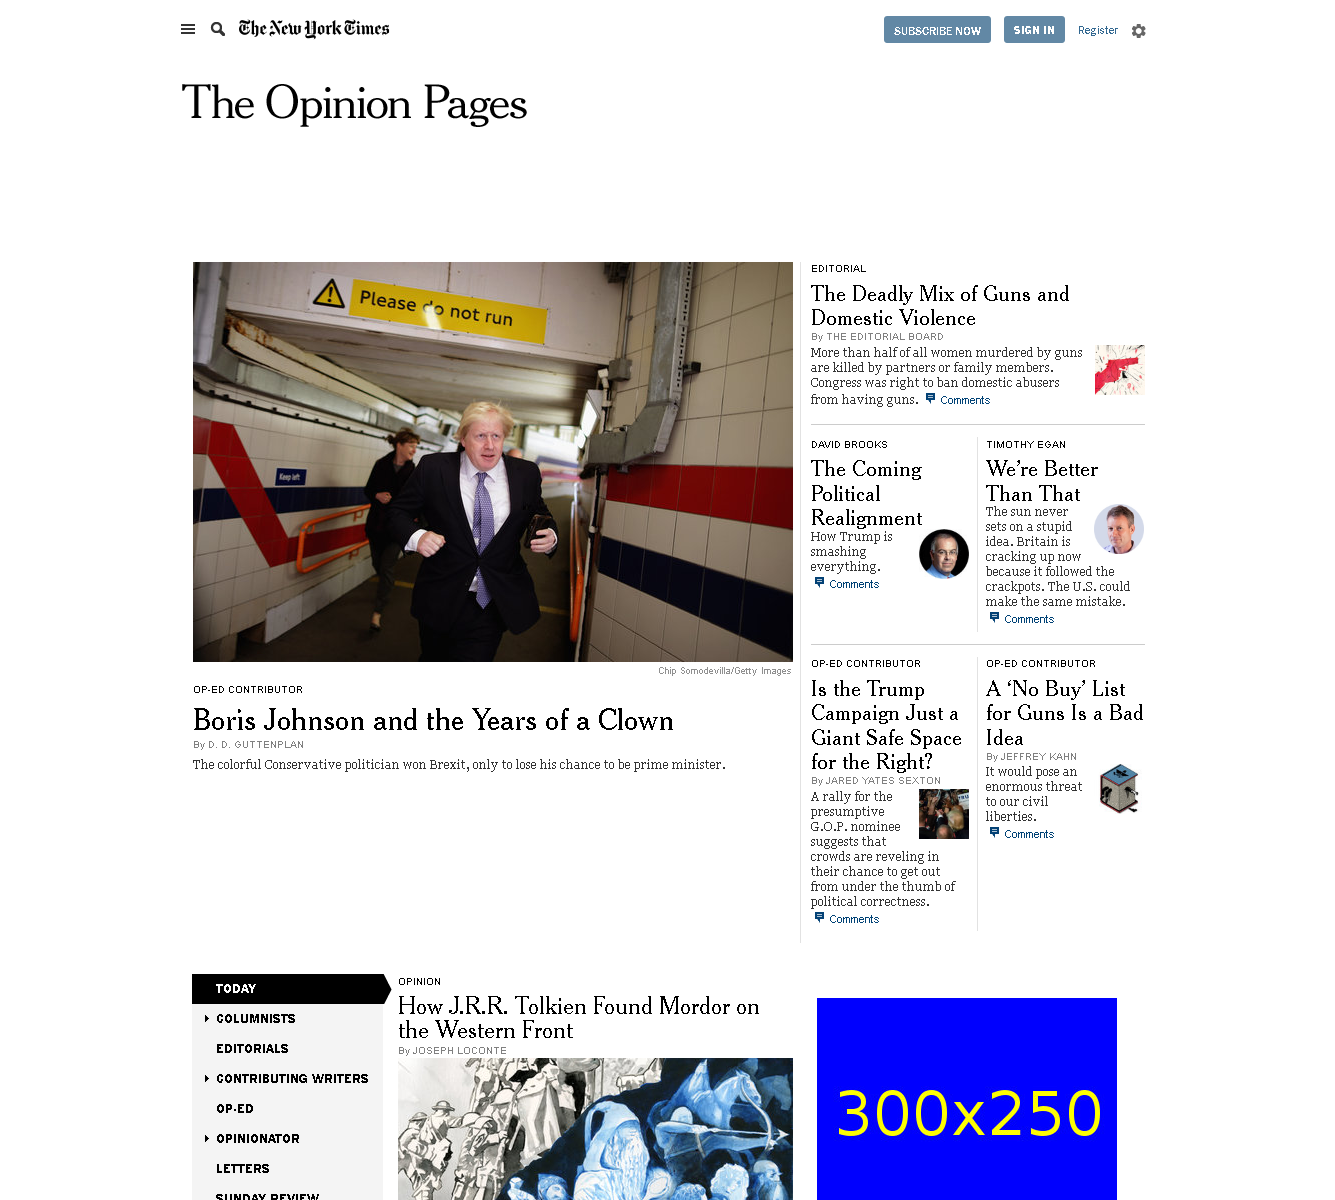 The New York Times
SUBSCRIBE NOW
SIGN IN
Register
The Opinion Pages
Please do not run
Keep left
Chip Somodevilla/Getty Images
OP-ED CONTRIBUTOR
Boris Johnson and the Years of a Clown
By D. D. GUTTENPLAN
The colorful Conservative politician won Brexit, only to lose his chance to be prime minister.
EDITORIAL
The Deadly Mix of Guns and
Domestic Violence
By THE EDITORIAL BOARD
More than half of all women murdered by guns
are killed by partners or family members.
Congress was right to ban domestic abusers
from having guns. Comments
DAVID BROOKS
The Coming
Political
Realignment
How Trump is
smashing
everything.
Comments
TIMOTHY EGAN
We're Better
Than That
The sun never
sets on a stupid
idea. Britain is
cracking up now
because it followed the
crackpots. The U.S. could
make the same mistake.
Comments
OP-ED CONTRIBUTOR
Is the Trump
Campaign Just a
Giant Safe Space
for the Right?
By JARED YATES SEXTON
A rally for the
presumptive
G.O.P. nominee
suggests that
crowds are reveling in
their chance to get out
from under the thumb of
political correctness.
Comments
OP-ED CONTRIBUTOR
A ‘No Buy’ List
for Guns Is a Bad
Idea
By JEFFREY KAHN
It would pose an
enormous threat
to our civil
liberties.
Comments
TODAY
COLUMNISTS
EDITORIALS
CONTRIBUTING WRITERS
OP-ED
OPINIONATOR
LETTERS
SUNDAY REVIEW
OPINION
How J.R.R. Tolkien Found Mordor on
the Western Front
By JOSEPH LOCONTE
300x250